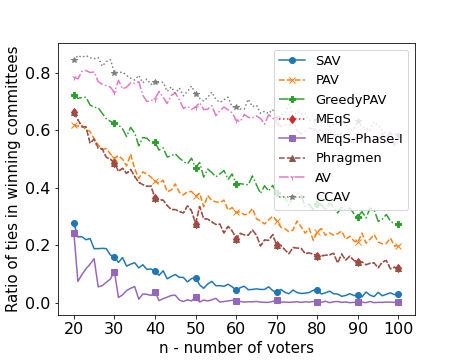 Ratio of ties in winning committees
0.8
0.6
0.4
0.2
0.0
SAV
PAV
GreedyPAV
MEqS
MEqS-Phase-I
Phragmen
AV
CCAV
20 30 40 50 60 70 80 90 100
n - number of voters